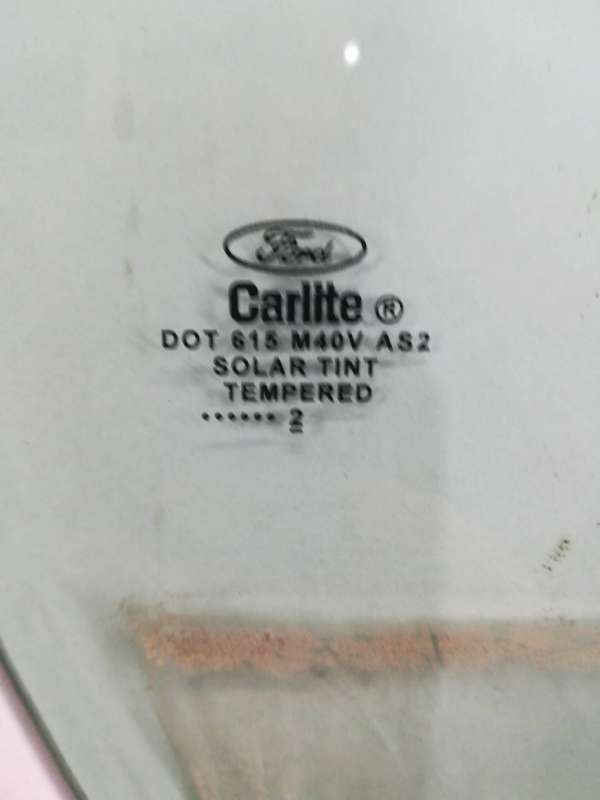 Ford
Carlite ®
DOT 615 M40V AS2
SOLAR TINT
TEMPERED
...... 2